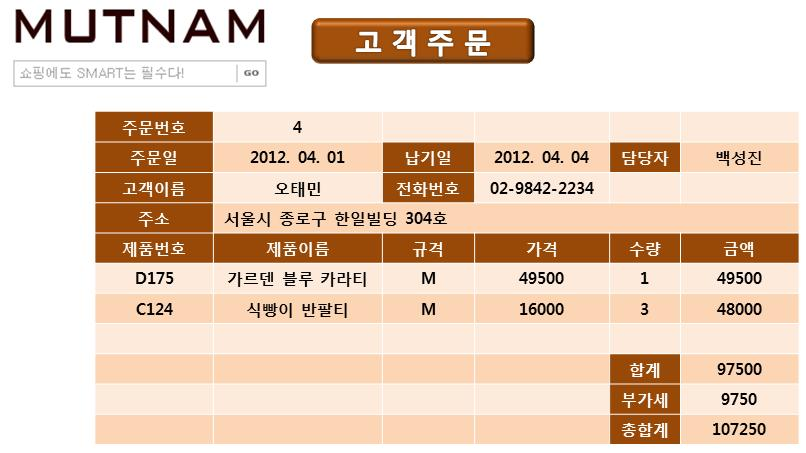 MUTNAM
고객주문
쇼핑에도 SMART는 필수다! GO
주문번호 4
주문일 2012. 04. 01 납기일 2012. 04. 04 담당자 백성진
고객이름 오태민 전화번호 02-9842-2234
주소 서울시 종로구 한일빌딩 304호
제품번호 제품이름 규격 가격 수량 금액
D175 가르덴 블루 카라티 M 49500 1 49500
C124 식빵이 반팔티 M 16000 3 48000
합계 97500
부가세 9750
총합계 107250